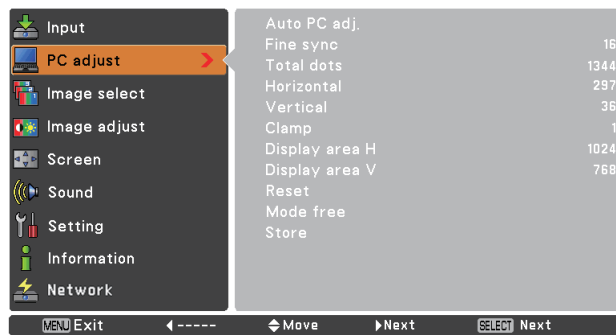 Input
PC adjust
Image select
Image adjust
Screen
Sound
Setting
Information
Network
Auto PC adj.
Fine sync 16
Total dots 1344
Horizontal 297
Vertical 36
Clamp 1
Display area H 1024
Display area V 768
Reset
Mode free
Store
MENU Exit ----- Move Next SELECT Next